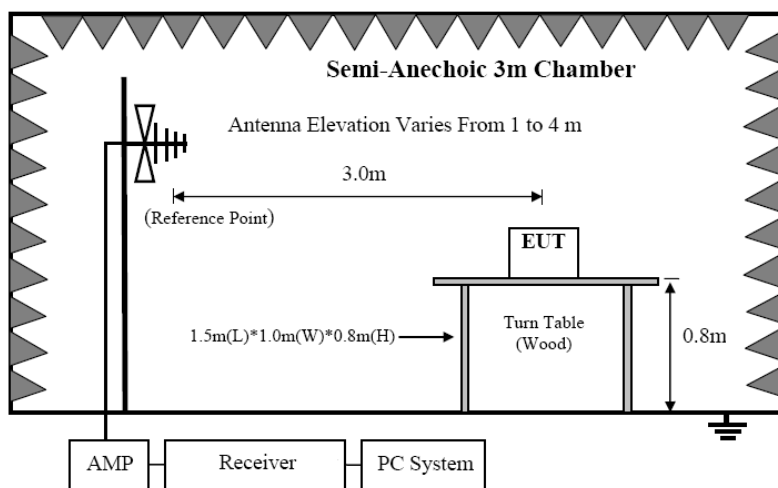 Semi-Anechoic 3m Chamber
Antenna Elevation Varies From 1 to 4 m
3.0m
(Reference Point)
EUT
1.5m(L)*1.0m(W)*0.8m(H)
Turn Table
(Wood)
0.8m
AMP
Receiver
PC System